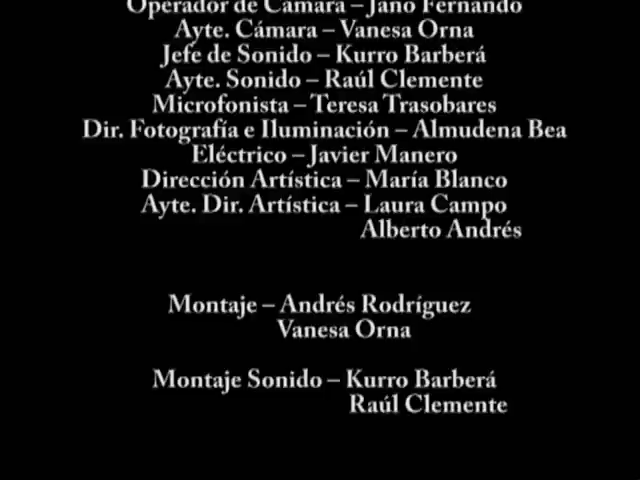 Operador de Cámara – Jano Fernando
Ayte. Cámara – Vanesa Orna
Jefe de Sonido – Kurro Barberá
Ayte. Sonido – Raúl Clemente
Microfonista – Teresa Trasobares
Dir. Fotografía e Iluminación – Almudena Bea
Eléctrico – Javier Manero
Dirección Artística – María Blanco
Ayte. Dir. Artística – Laura Campo
Alberto Andrés
Montaje – Andrés Rodríguez
Vanesa Orna
Montaje Sonido – Kurro Barberá
Raúl Clemente